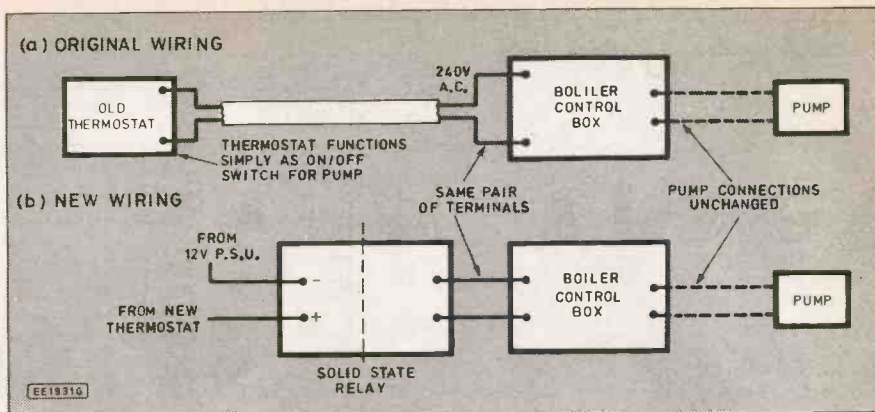 (a) ORIGINAL WIRING
OLD
THERMOSTAT
THERMOSTAT FUNCTIONS
SIMPLY AS ON/OFF
SWITCH FOR PUMP
240V
A.C.
BOLILER
CONTROL
BOX
PUMP
SAME PAIR
OF TERMINALS
PUMP CONNECTIONS
UNCHANGED
(b) NEW WIRING
FROM
12V P.S.U.
-
FROM NEW
THERMOSTAT
+
SOLID STATE
RELAY
BOILER
CONTROL
BOX
PUMP
EE1931G